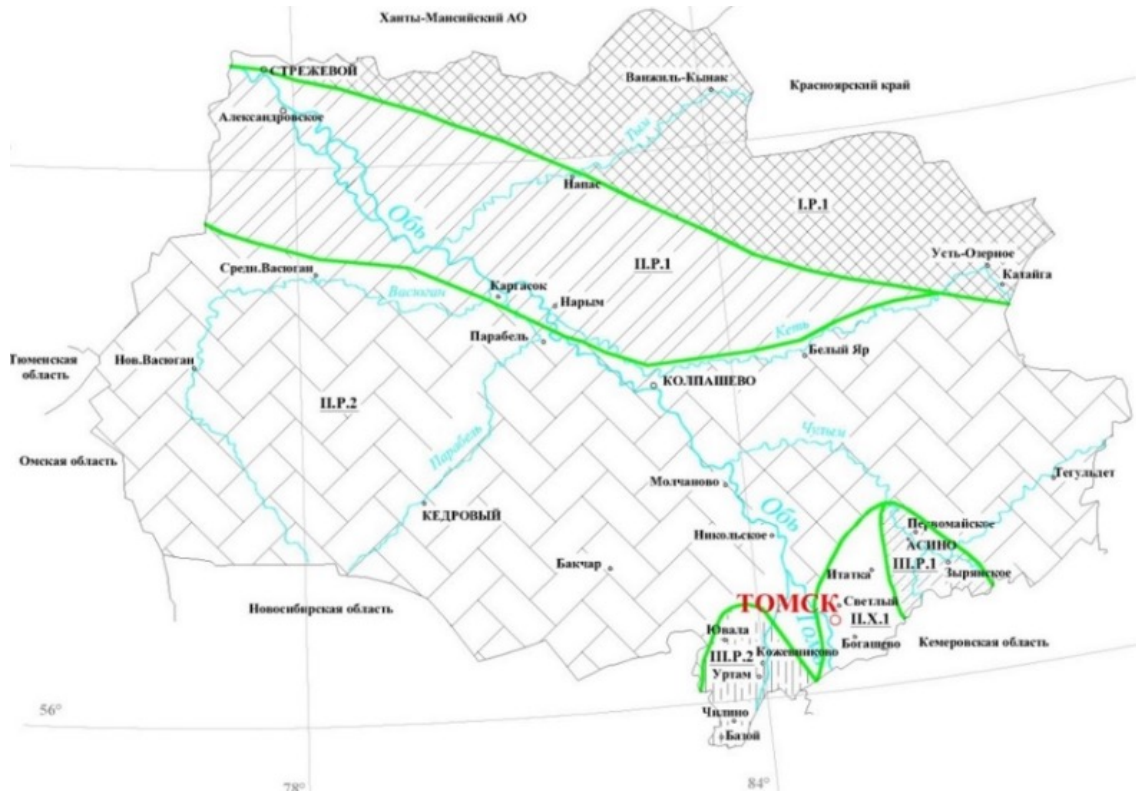 Ханты-Мансийский АО
СТРЕЖЕВОЙ
Ванжиль-Кынак
Красноярский край
Александровское
Тым
Напас
I.P.1
Обь
Усть-Озерное
Средн.Васюган
II.P.1
Катайга
Васюган
Каргасок
Нарым
Кеть
Парабель
Белый Яр
Тюменская
область
Нов.Васюган
КОЛПАШЕВО
II.P.2
Чулым
Парабель
Омская область
Тегульдет
Молчаново
Обь
КЕДРОВЫЙ
Первомайское
Никольское
АСИНО
III.P.1
Бакчар
Итатка
Зырянское
Новосибирская область
ТОМСК
Светлый
II.X.1
Томь
Ювала
Богашево
Кемеровская область
Кожевниково
III.P.2
Уртам
56°
Чилино
Базой
78°
84°